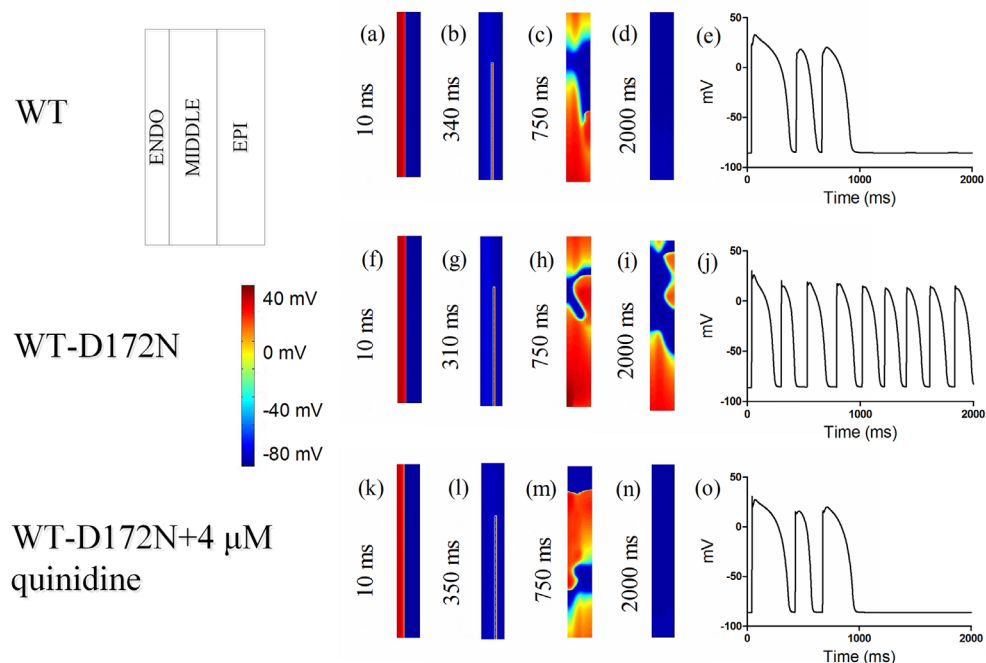 WT
ENDO
MIDDLE
EPI
(a)
10 ms
(b)
340 ms
(c)
750 ms
(d)
2000 ms
(e)
mV
50
0
-50
-100
0
1000
2000
Time (ms)
WT-D172N
40 mV
0 mV
-40 mV
-80 mV
(f)
10 ms
(g)
310 ms
(h)
750 ms
(i)
2000 ms
(j)
mV
50
0
-50
-100
0
1000
2000
Time (ms)
WT-D172N+4 μM
quinidine
(k)
10 ms
(l)
350 ms
(m)
750 ms
(n)
2000 ms
(o)
mV
50
0
-50
-100
0
1000
2000
Time (ms)